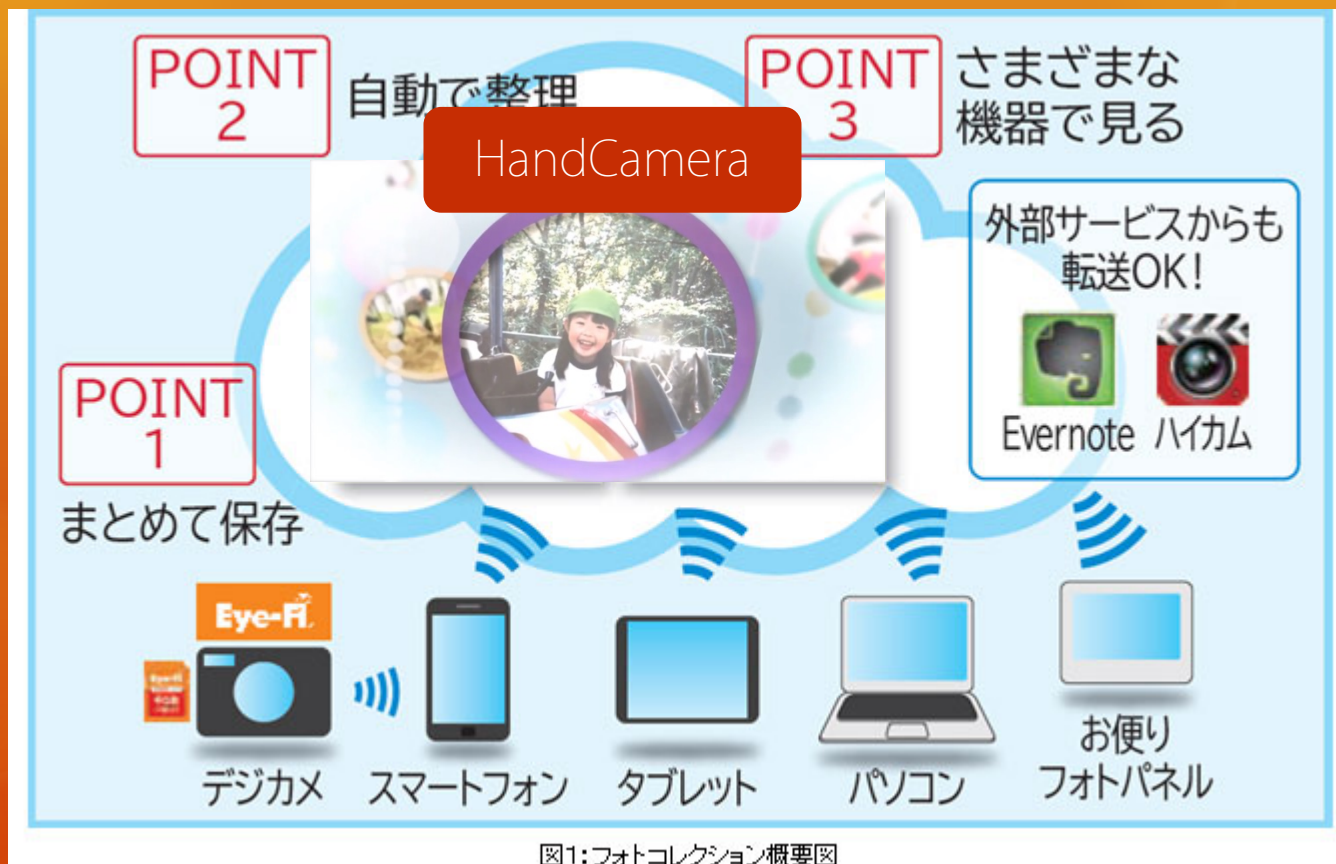 POINT
2
自動で整理
POINT
3
さまざまな
機器で見る
HandCamera
外部サービスからも
転送OK!
Evernote
ハイカム
POINT
1
まとめて保存
Eye-Fi
デジカメ
スマートフォン
タブレット
パソコン
お便り
フォトパネル
図1:フォトコレクション概要図